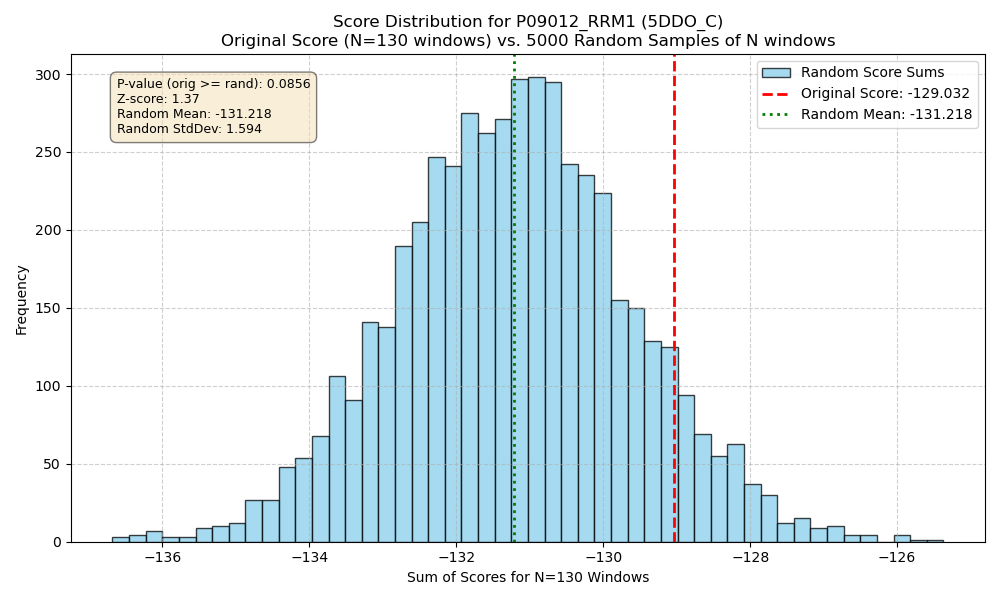 Score Distribution for P09012_RRM1 (5DDO_C)
Original Score (N=130 windows) vs. 5000 Random Samples of N windows
P-value (orig >= rand): 0.0856
Z-score: 1.37
Random Mean: -131.218
Random StdDev: 1.594
Random Score Sums
Original Score: -129.032
Random Mean: -131.218
Frequency
300
250
200
150
100
50
0
−136
−134
−132
−130
−128
−126
Sum of Scores for N=130 Windows